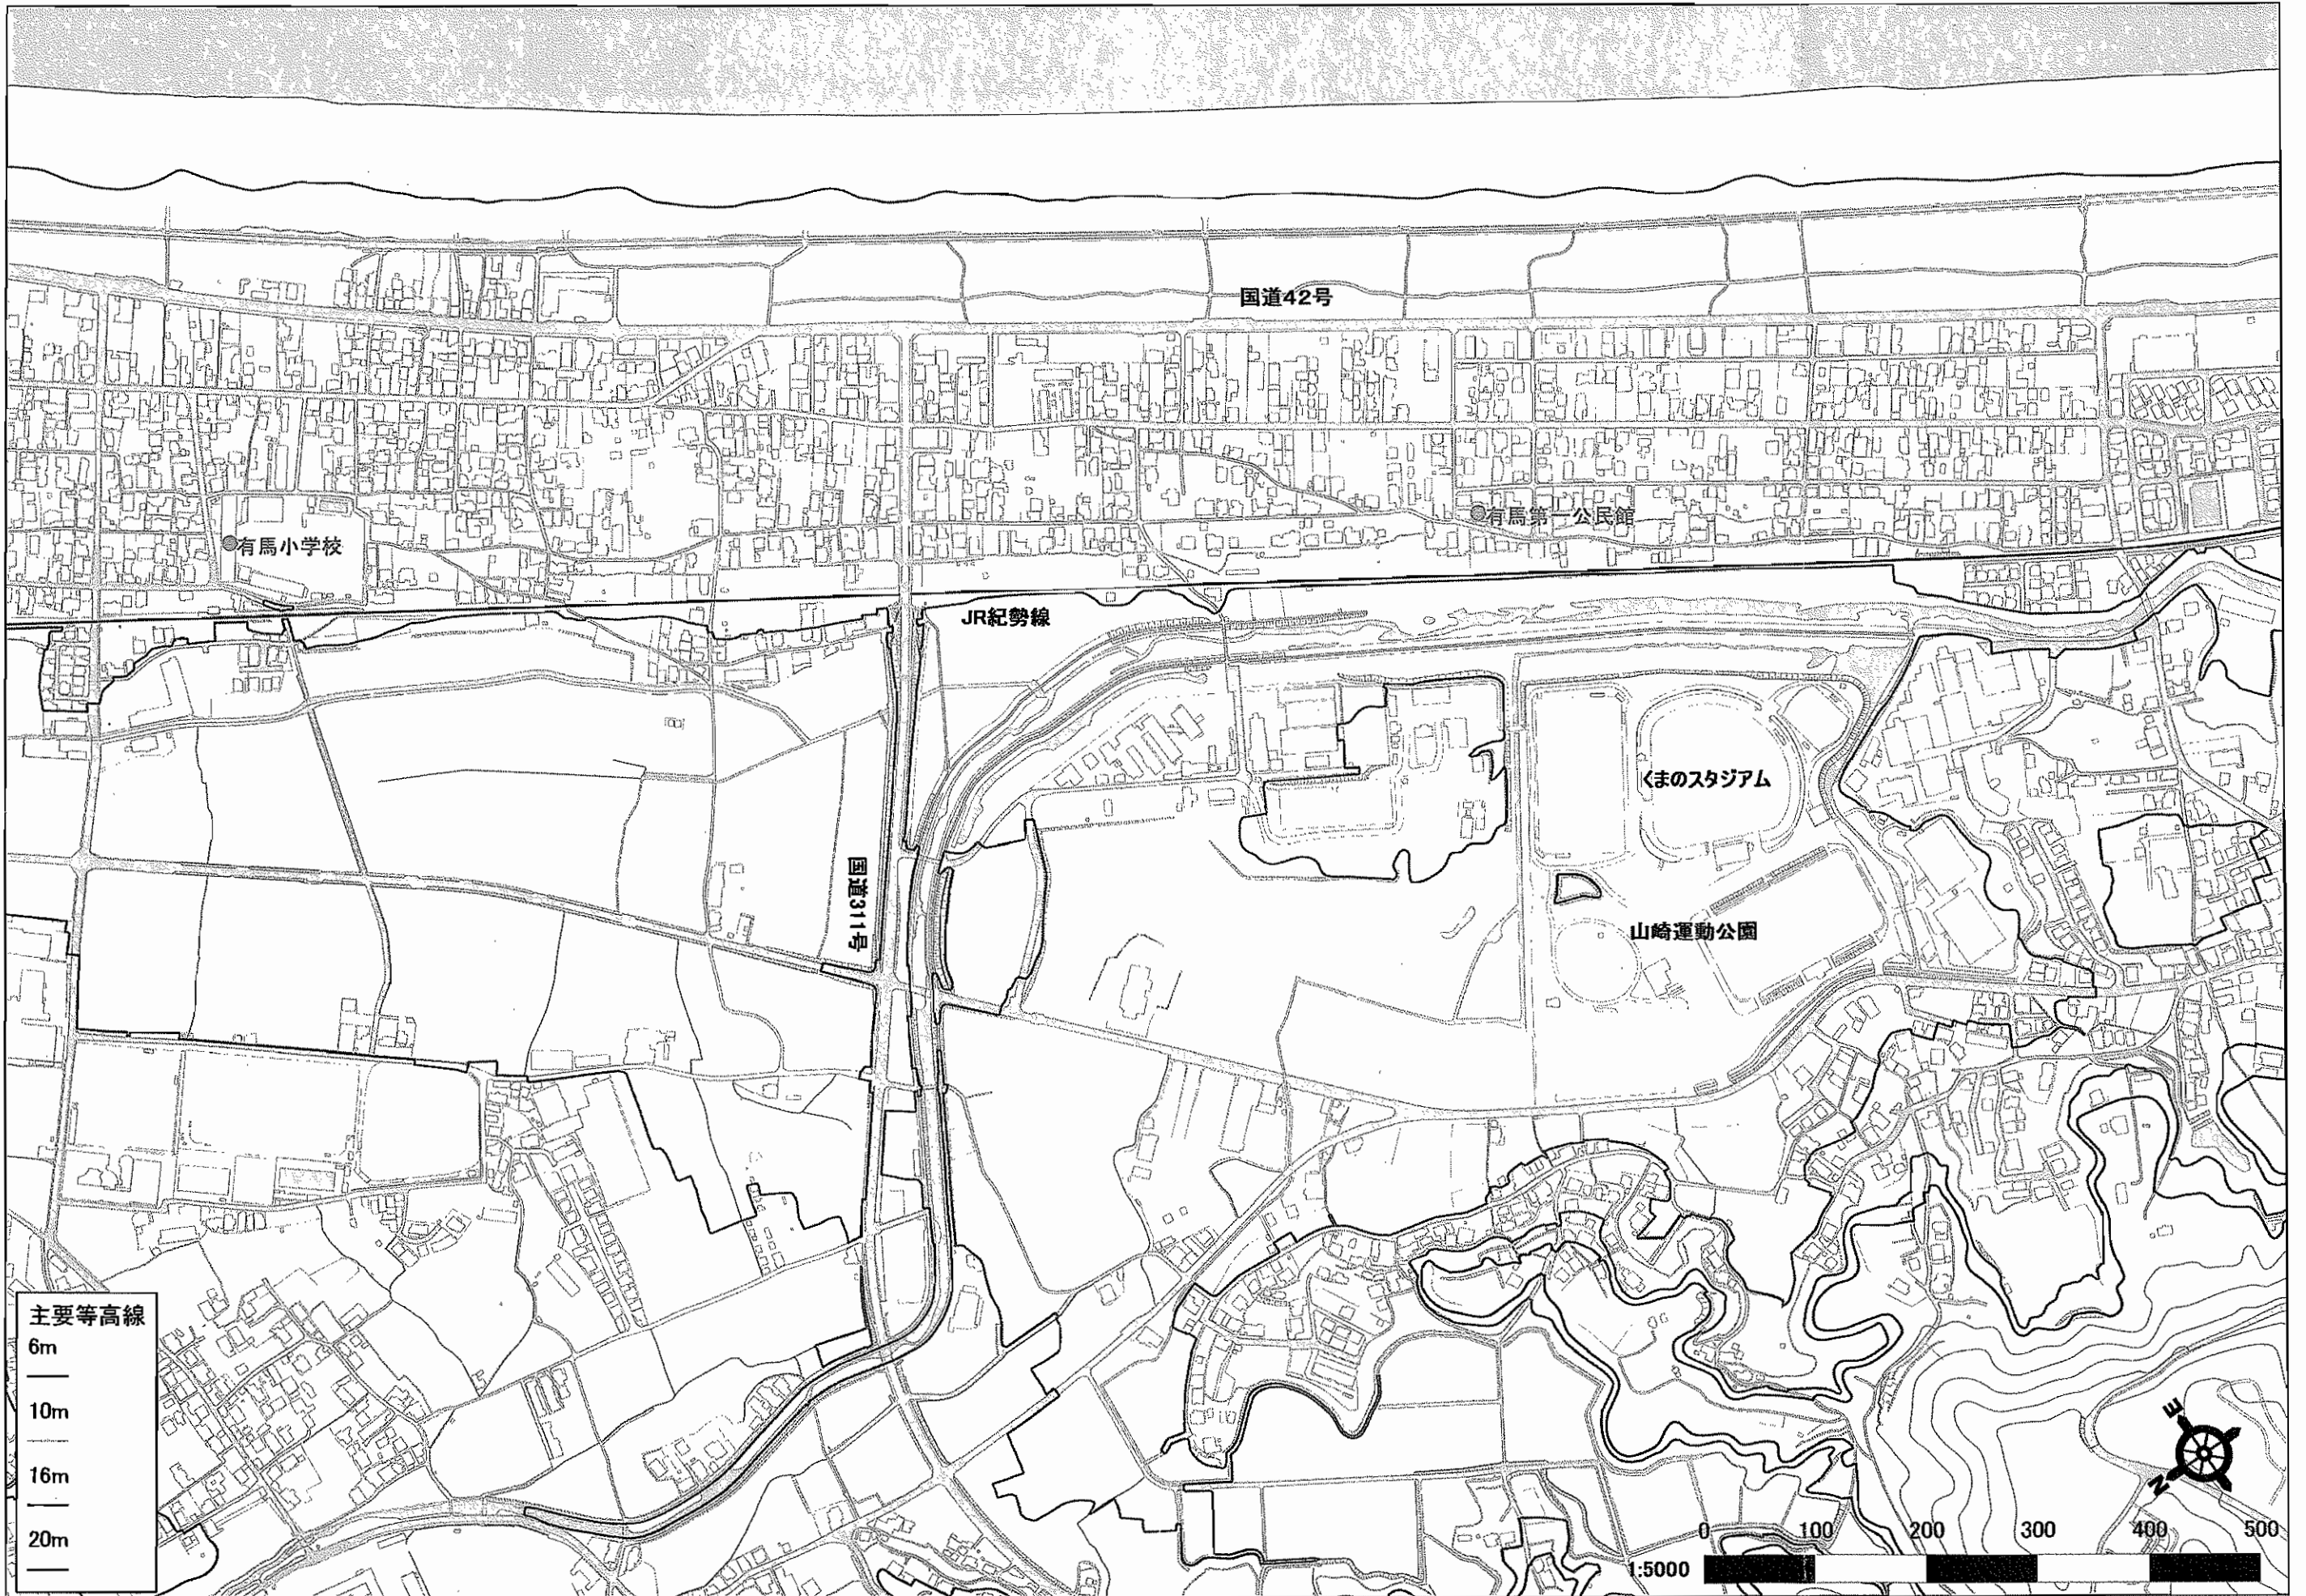 国道42号
有馬第一公民館
有馬小学校
JR紀勢線
くまのスタジアム
国道311号
山崎運動公園
主要等高線
6m
10m
16m
20m
E
N
0 100 200 300 400 500
1:5000